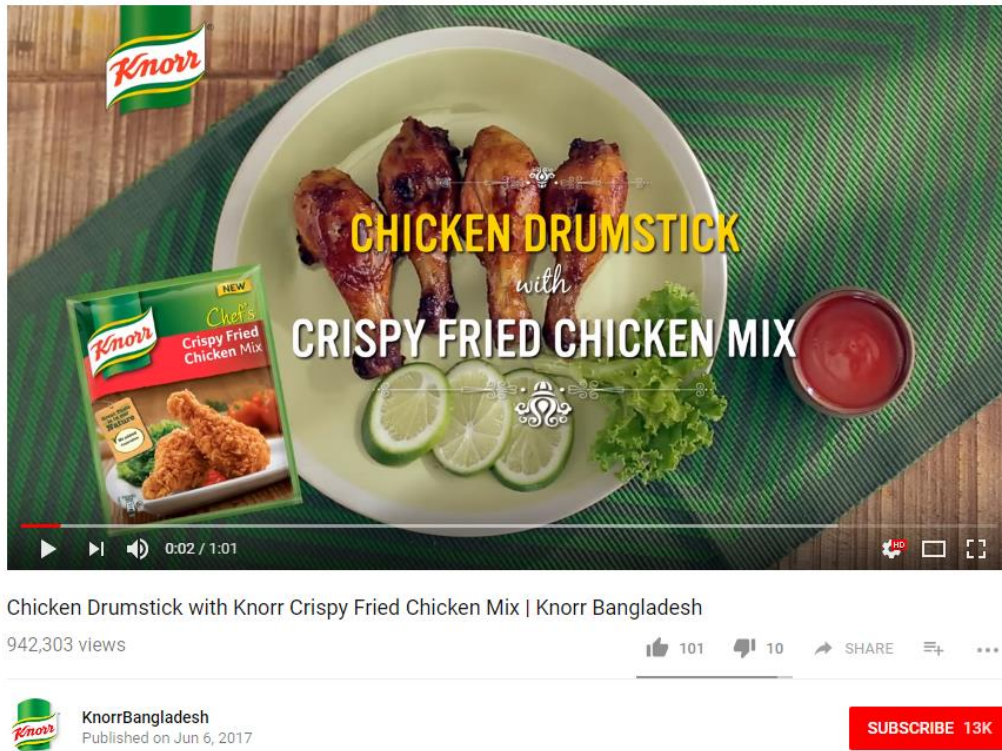 Knorr
CHICKEN DRUMSTICK
with
CRISPY FRIED CHICKEN MIX
NEW
Chef's
Knorr
Crispy Fried
Chicken Mix
Nature
0:02 / 1:01
HD
Chicken Drumstick with Knorr Crispy Fried Chicken Mix | Knorr Bangladesh
942,303 views
101
10
SHARE
Knorr
KnorrBangladesh
Published on Jun 6, 2017
SUBSCRIBE 13K